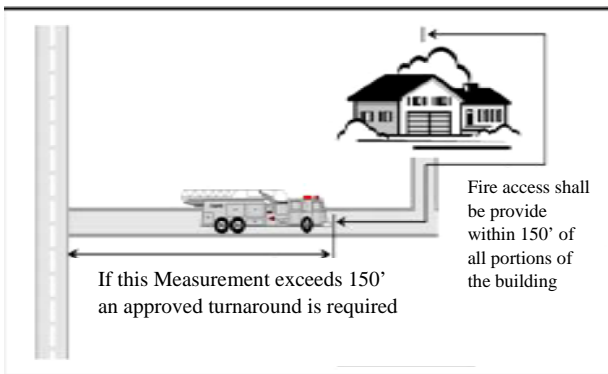 If this Measurement exceeds 150’
an approved turnaround is required
Fire access shall
be provide
within 150’ of
all portions of
the building